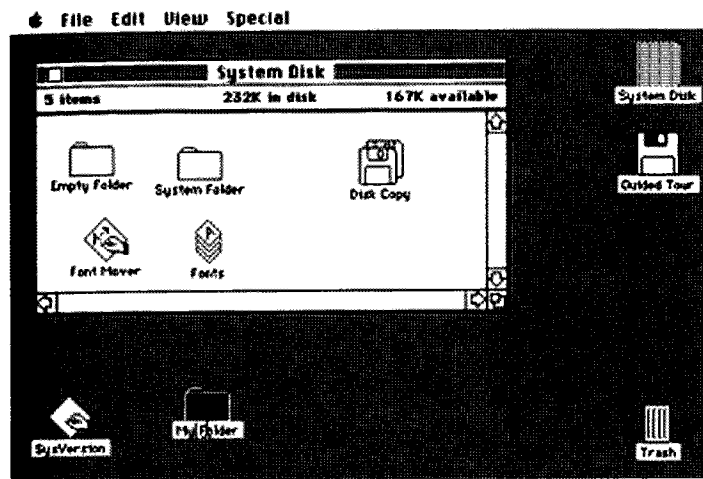 File Edit View Special
System Disk
5 items 232K in disk 167K available
System Disk
Empty Folder System Folder Disk Copy
Guided Tour
Font Mover Fonts
SysVersion My Folder Trash